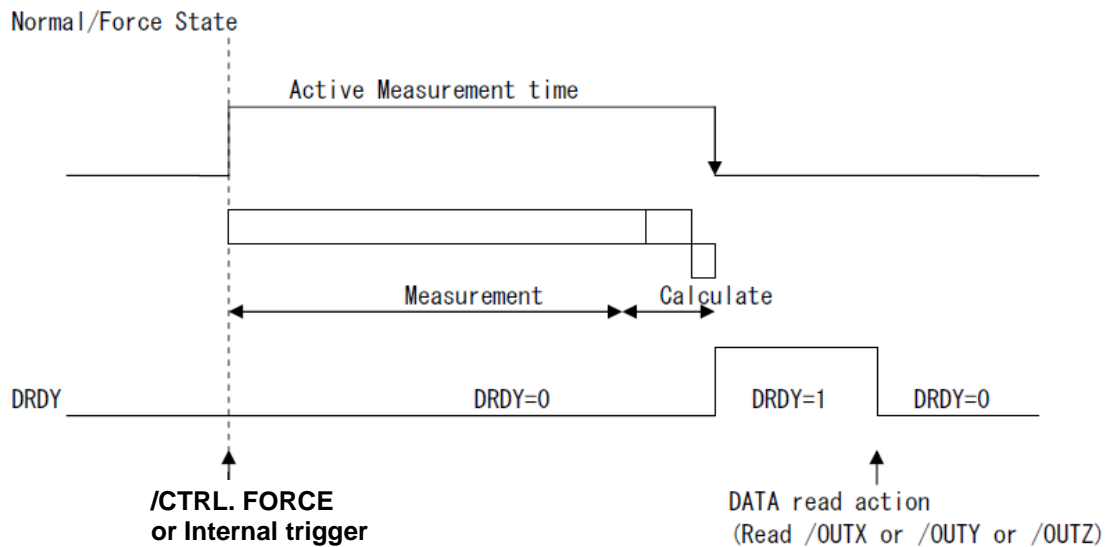 Normal/Force State
Active Measurement time
Measurement
Calculate
DRDY
DRDY=0
DRDY=1
DRDY=0
/CTRL. FORCE
or Internal trigger
DATA read action
(Read /OUTX or /OUTY or /OUTZ)